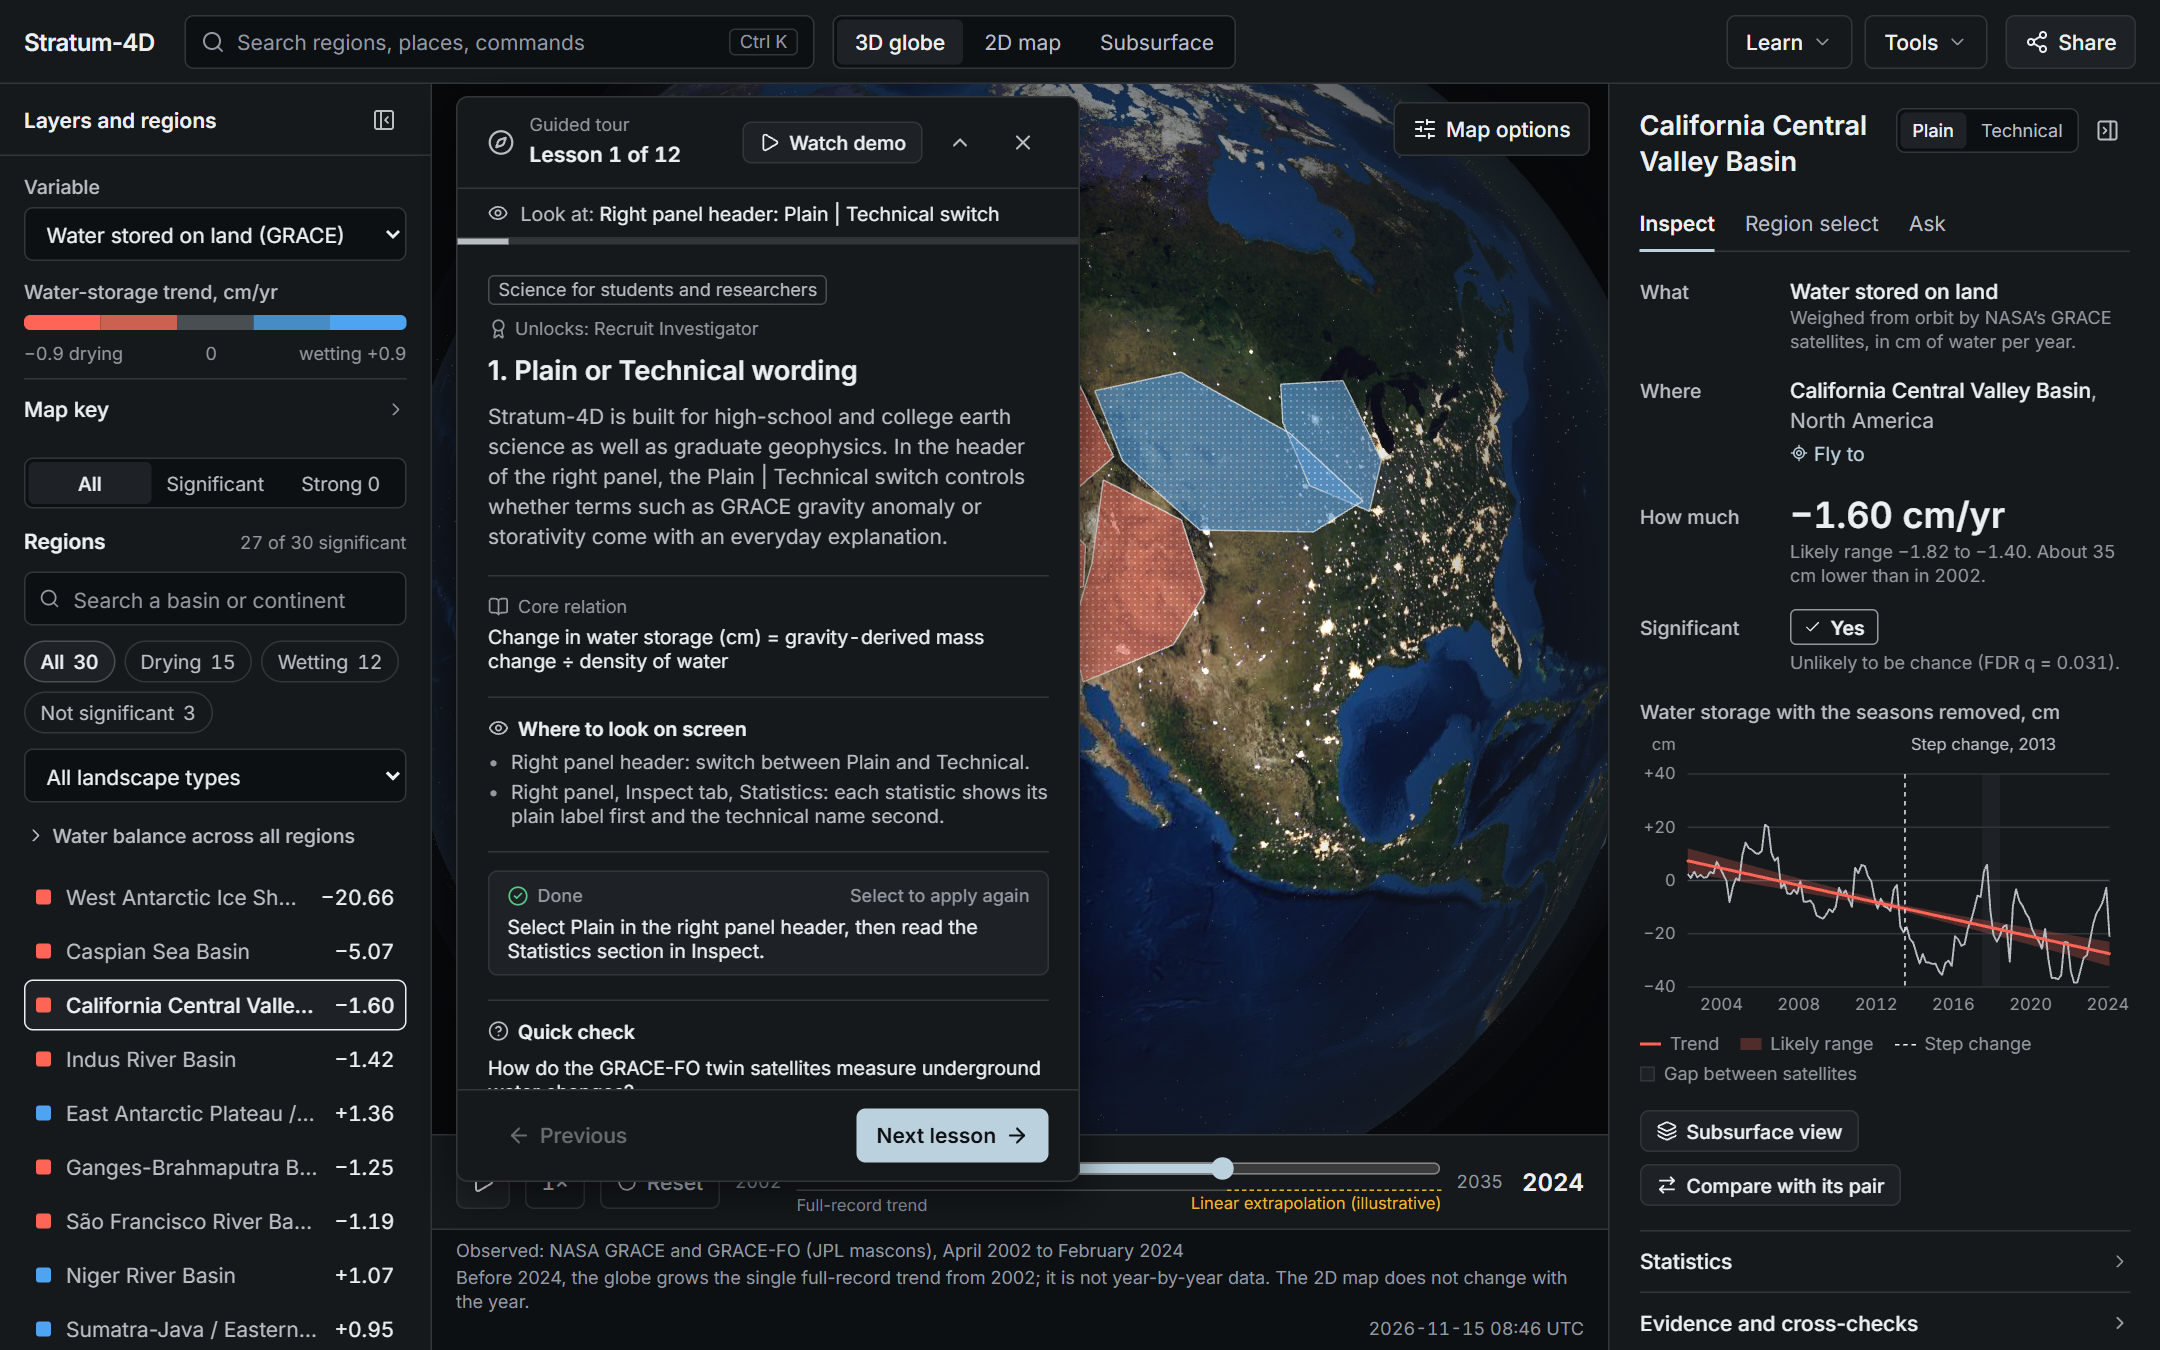 Stratum-4D
Search regions, places, commands
Ctrl K
3D globe
2D map
Subsurface
Learn
Tools
Share
Layers and regions
Variable
Water stored on land (GRACE)
Water-storage trend, cm/yr
−0.9 drying
0
wetting +0.9
Map key
All
Significant
Strong 0
Regions
27 of 30 significant
Search a basin or continent
All 30
Drying 15
Wetting 12
Not significant 3
All landscape types
Water balance across all regions
West Antarctic Ice Sh... −20.66
Caspian Sea Basin −5.07
California Central Valle... −1.60
Indus River Basin −1.42
East Antarctic Plateau /... +1.36
Ganges-Brahmaputra B... −1.25
São Francisco River Ba... −1.19
Niger River Basin +1.07
Sumatra-Java / Eastern... +0.95
Guided tour
Lesson 1 of 12
Watch demo
Look at: Right panel header: Plain | Technical switch
Science for students and researchers
Unlocks: Recruit Investigator
1. Plain or Technical wording
Stratum-4D is built for high-school and college earth
science as well as graduate geophysics. In the header
of the right panel, the Plain | Technical switch controls
whether terms such as GRACE gravity anomaly or
storativity come with an everyday explanation.
Core relation
Change in water storage (cm) = gravity-derived mass
change ÷ density of water
Where to look on screen
• Right panel header: switch between Plain and Technical.
• Right panel, Inspect tab, Statistics: each statistic shows its
plain label first and the technical name second.
Done
Select to apply again
Select Plain in the right panel header, then read the
Statistics section in Inspect.
Quick check
How do the GRACE-FO twin satellites measure underground
water changes?
Previous
Next lesson
Map options
1×
Reset
2002
2035
2024
Full-record trend
Linear extrapolation (illustrative)
Observed: NASA GRACE and GRACE-FO (JPL mascons), April 2002 to February 2024
Before 2024, the globe grows the single full-record trend from 2002; it is not year-by-year data. The 2D map does not change with
the year.
2026-11-15 08:46 UTC
California Central
Valley Basin
Plain
Technical
Inspect
Region select
Ask
What
Water stored on land
Weighed from orbit by NASA's GRACE
satellites, in cm of water per year.
Where
California Central Valley Basin,
North America
Fly to
How much
−1.60 cm/yr
Likely range −1.82 to −1.40. About 35
cm lower than in 2002.
Significant
Yes
Unlikely to be chance (FDR q = 0.031).
Water storage with the seasons removed, cm
cm
Step change, 2013
+40
+20
0
−20
−40
2004 2008 2012 2016 2020 2024
Trend
Likely range
Step change
Gap between satellites
Subsurface view
Compare with its pair
Statistics
Evidence and cross-checks